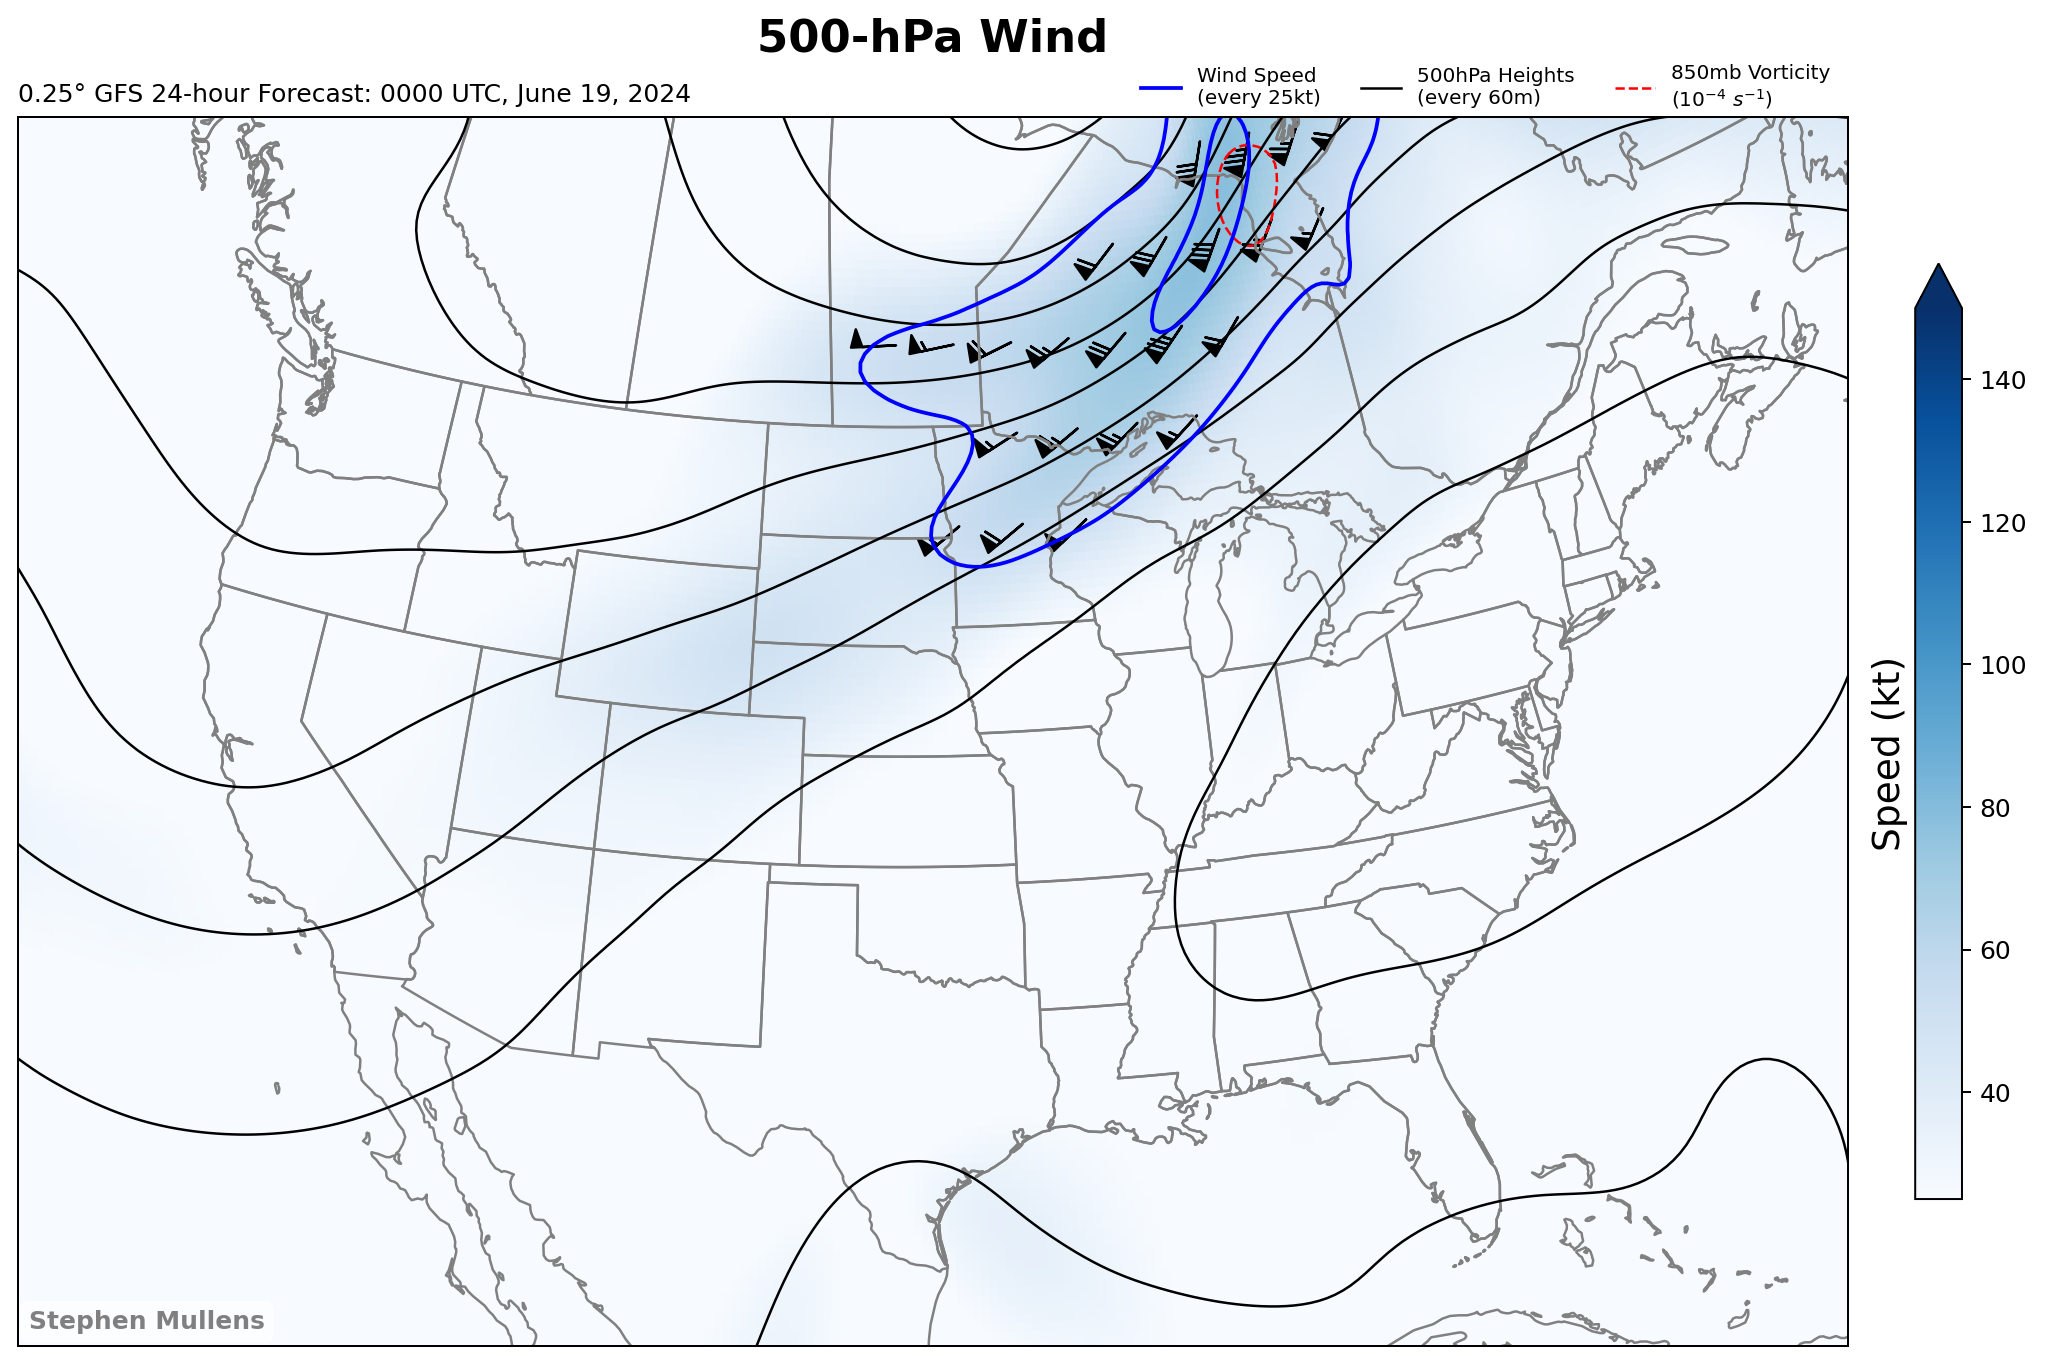 500-hPa Wind
0.25° GFS 24-hour Forecast: 0000 UTC, June 19, 2024
Wind Speed
(every 25kt)
500hPa Heights
(every 60m)
850mb Vorticity
(10⁻⁴ s⁻¹)
140
120
100
80
60
40
Speed (kt)
Stephen Mullens